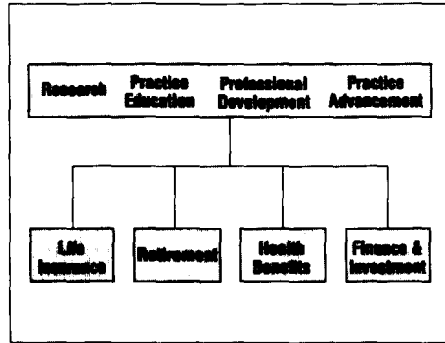 Research Practice Education Professional Development Practice Advancement
Life Insurance
Retirement
Health Benefits
Finance & Investment